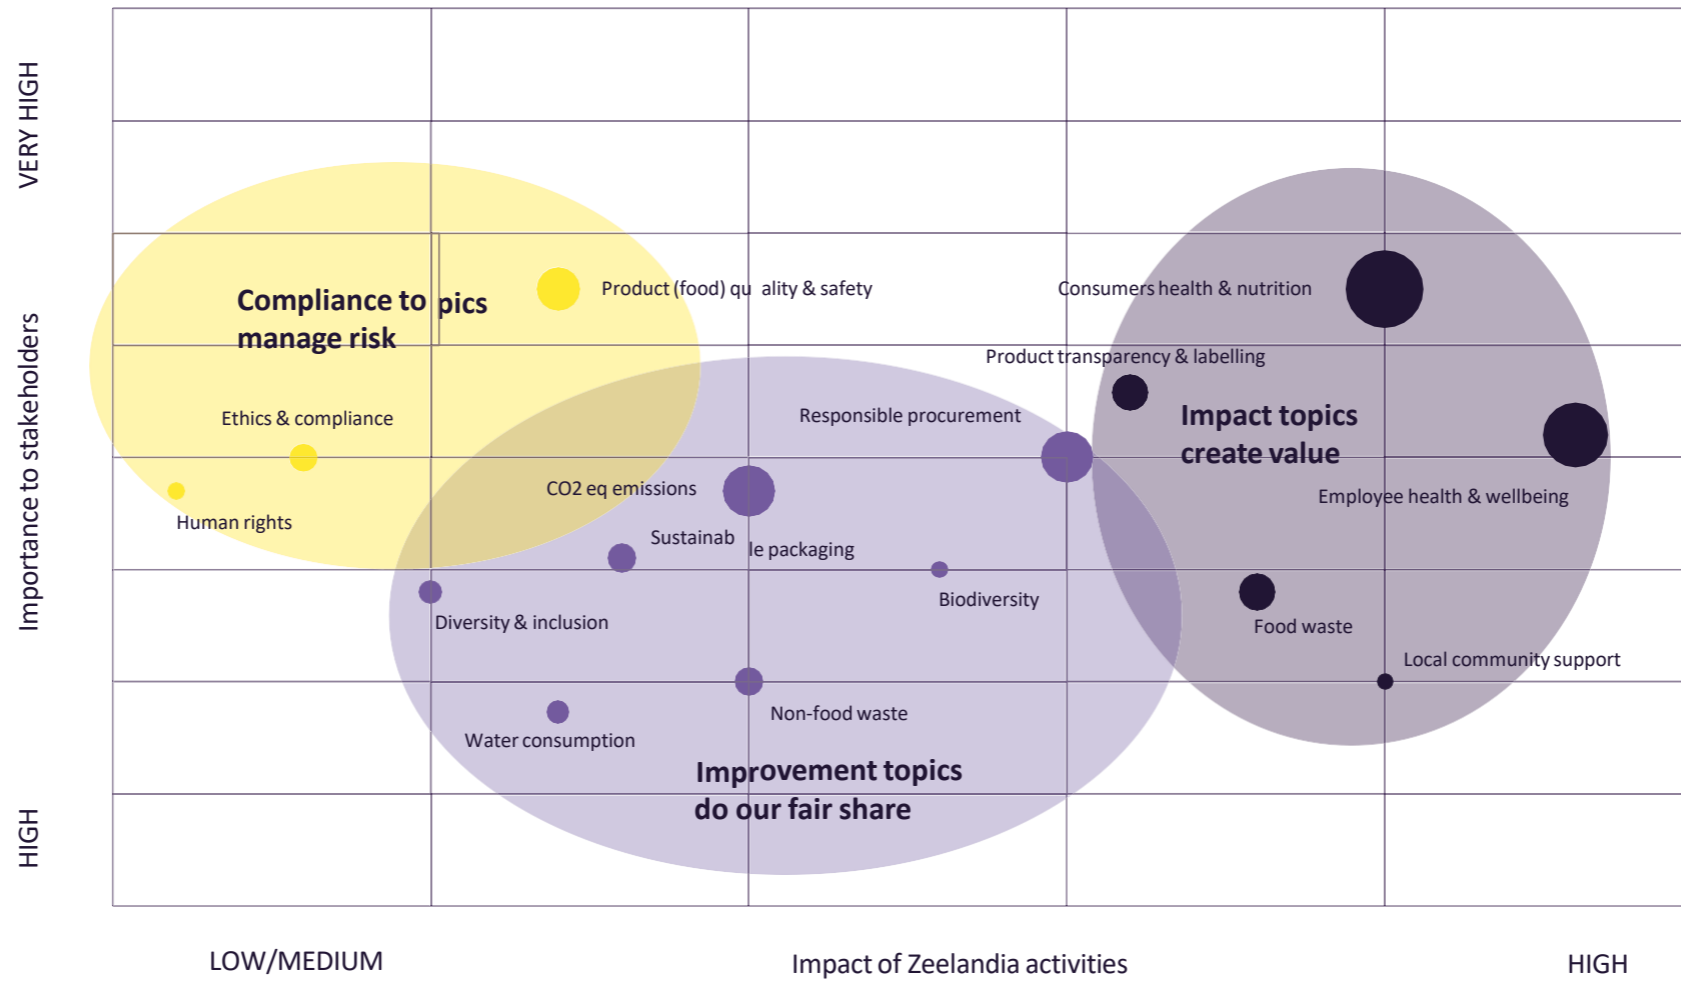 VERY HIGH
Importance to stakeholders
HIGH
Compliance to pics
manage risk
Product (food) qu ality & safety
Consumers health & nutrition
Product transparency & labelling
Ethics & compliance
Responsible procurement
Impact topics
create value
CO2 eq emissions
Employee health & wellbeing
Human rights
Sustainab le packaging
Biodiversity
Diversity & inclusion
Food waste
Local community support
Non-food waste
Water consumption
Improvement topics
do our fair share
LOW/MEDIUM
Impact of Zeelandia activities
HIGH